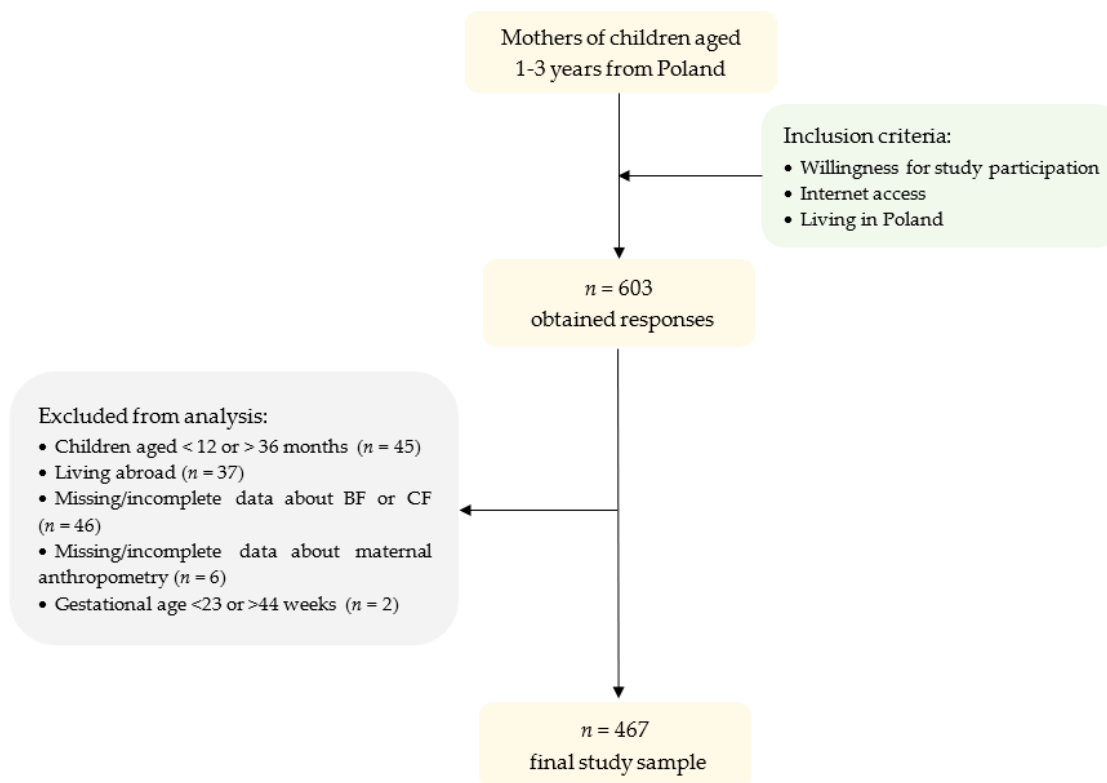 Mothers of children aged
1-3 years from Poland
Inclusion criteria:
• Willingness for study participation
• Internet access
• Living in Poland
n = 603
obtained responses
Excluded from analysis:
• Children aged < 12 or > 36 months (n = 45)
• Living abroad (n = 37)
• Missing/incomplete data about BF or CF
(n = 46)
• Missing/incomplete data about maternal
anthropometry (n = 6)
• Gestational age <23 or >44 weeks (n = 2)
n = 467
final study sample